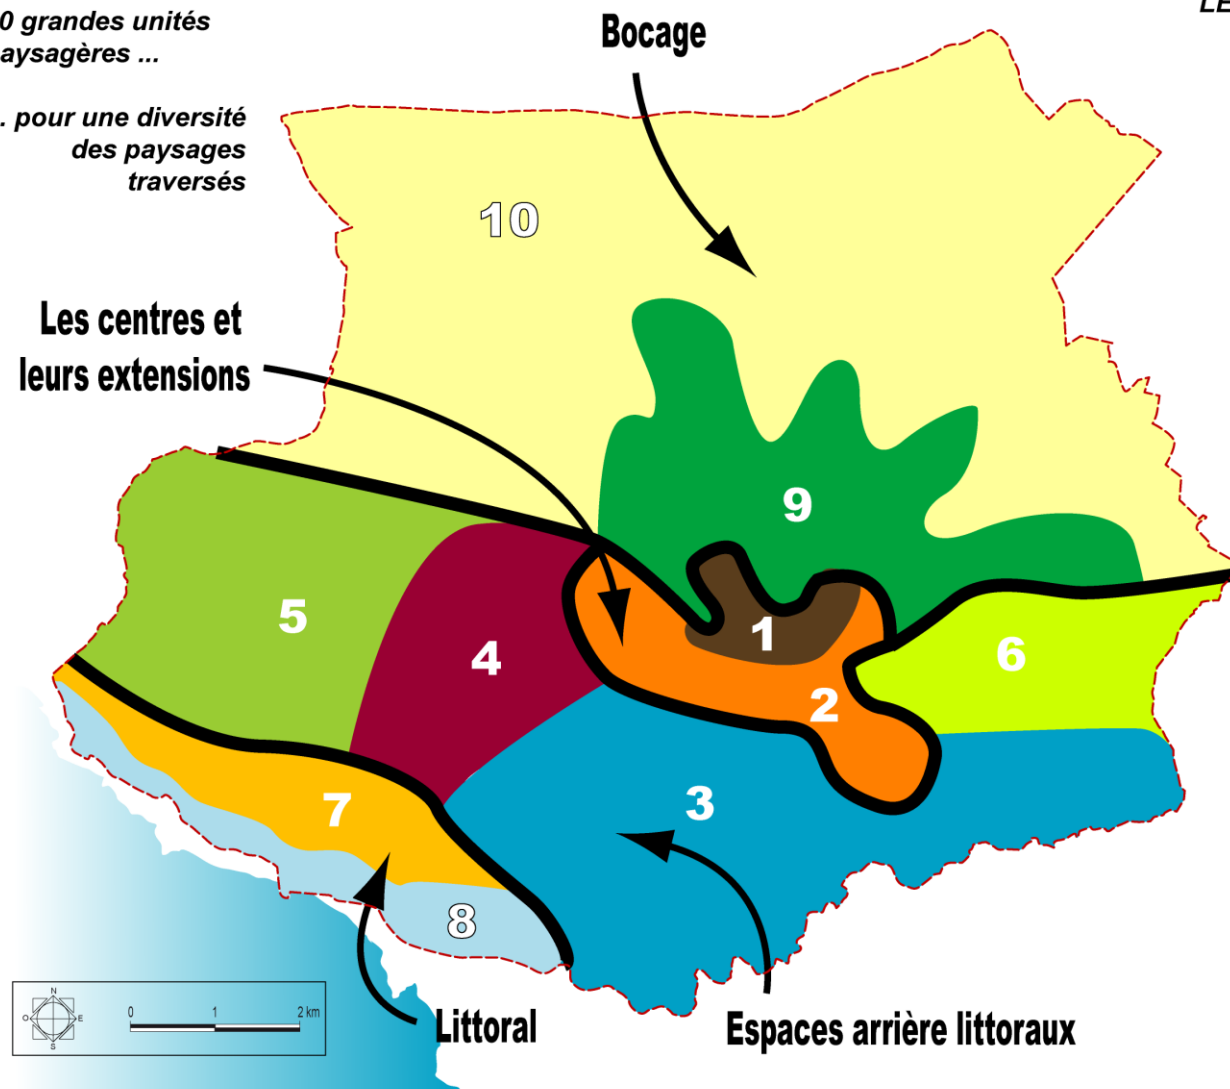 0 grandes unités
aysagères ...
. pour une diversité
des paysages
traversés
LE
Bocage
10
Les centres et
leurs extensions
9
5
4
1
6
2
7
3
8
N
O
E
S
0 1 2 km
Littoral
Espaces arrière littoraux